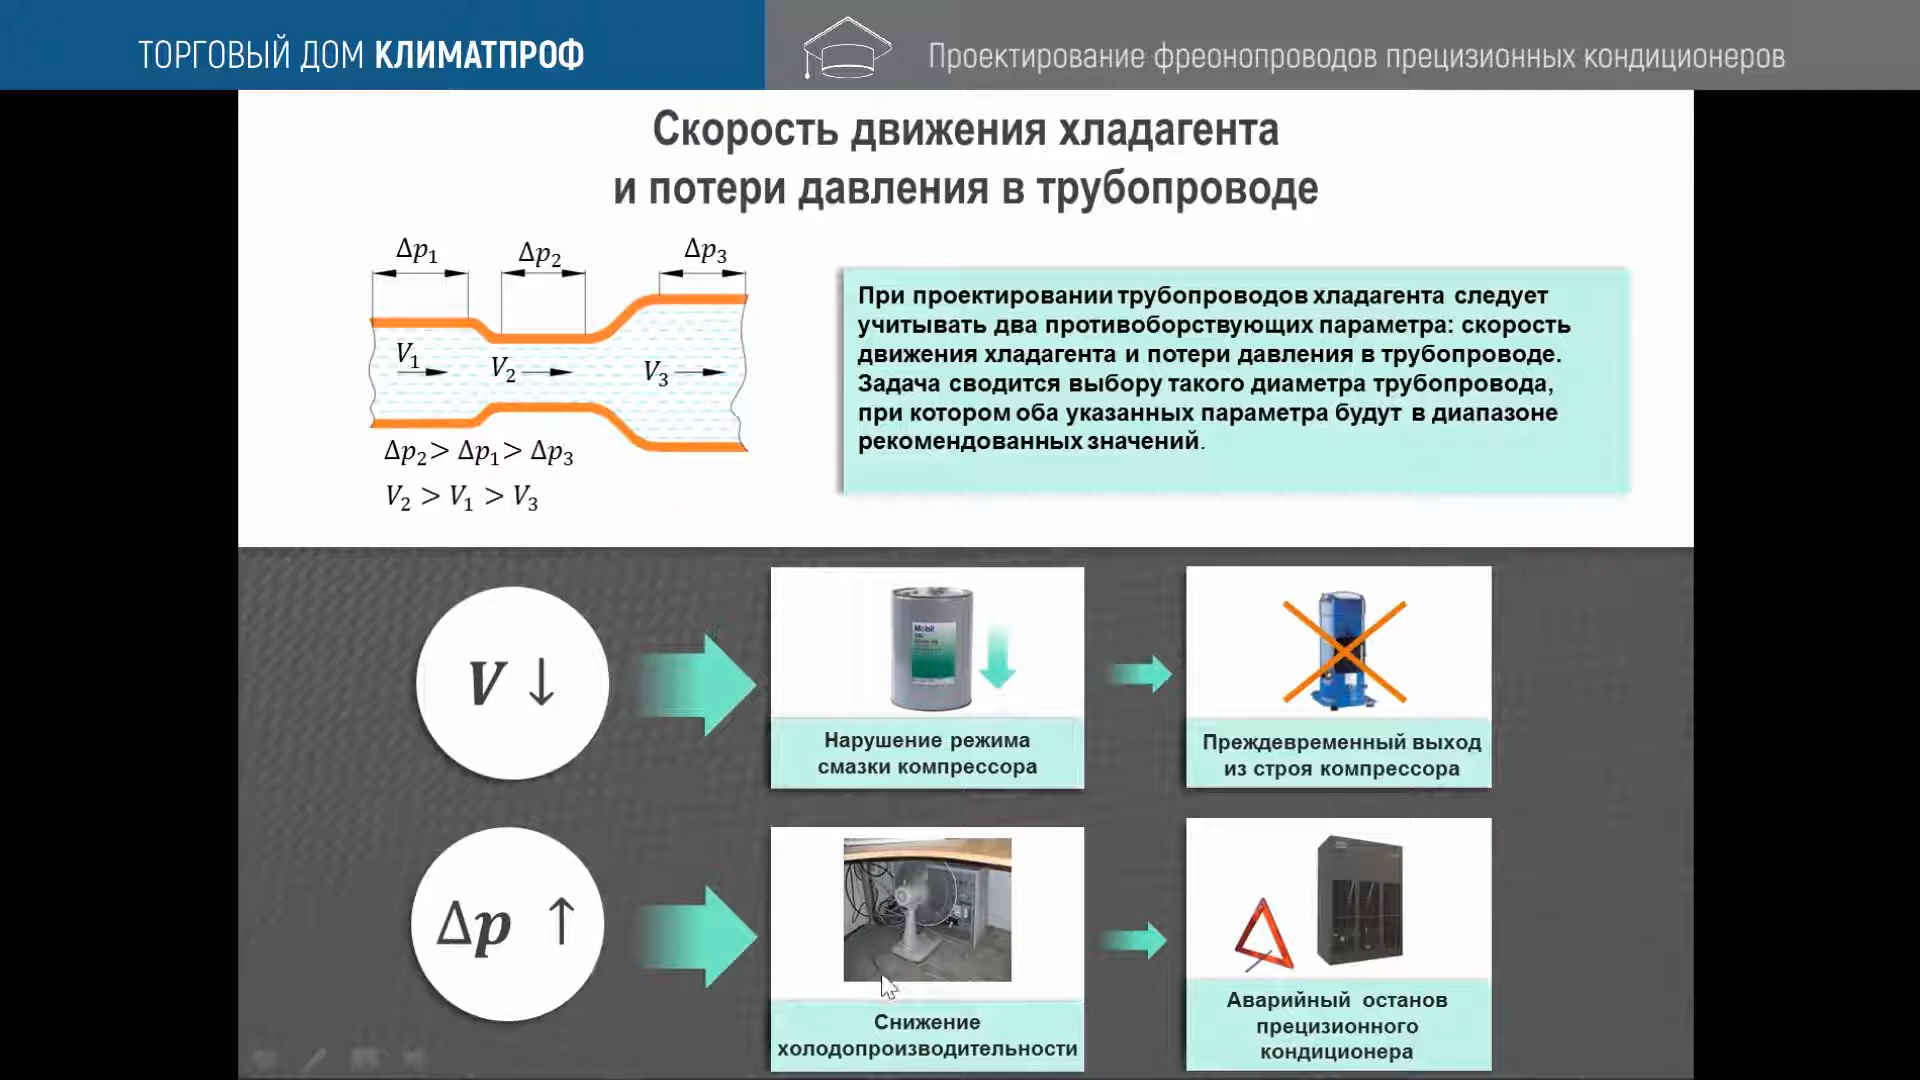 ТОРГОВЫЙ ДОМ КЛИМАТПРОФ
Проектирование фреонопроводов прецизионных кондиционеров
Скорость движения хладагента
и потери давления в трубопроводе
Δp₁
Δp₂
Δp₃
V₁
V₂
V₃
Δp₂> Δp₁> Δp₃
V₂ > V₁ > V₃
При проектировании трубопроводов хладагента следует
учитывать два противоборствующих параметра: скорость
движения хладагента и потери давления в трубопроводе.
Задача сводится выбору такого диаметра трубопровода,
при котором оба указанных параметра будут в диапазоне
рекомендованных значений.
V ↓
Mobil
Нарушение режима
смазки компрессора
Преждевременный выход
из строя компрессора
Δp ↑
Снижение
холодопроизводительности
Аварийный останов
прецизионного
кондиционера